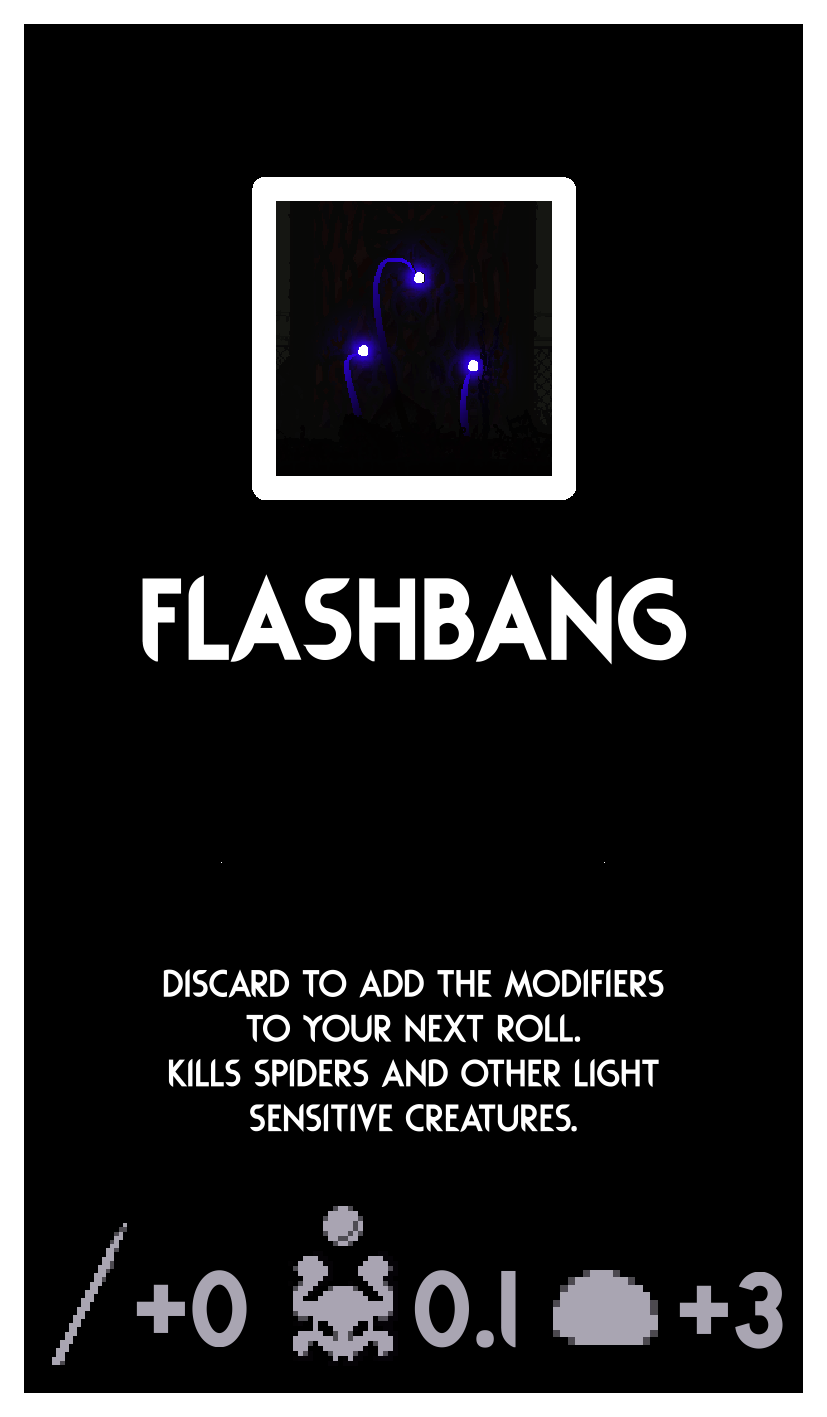 FLASHBANG
DISCARD TO ADD THE MODIFIERS
TO YOUR NEXT ROLL.
KILLS SPIDERS AND OTHER LIGHT
SENSITIVE CREATURES.
+0 0.1 +3